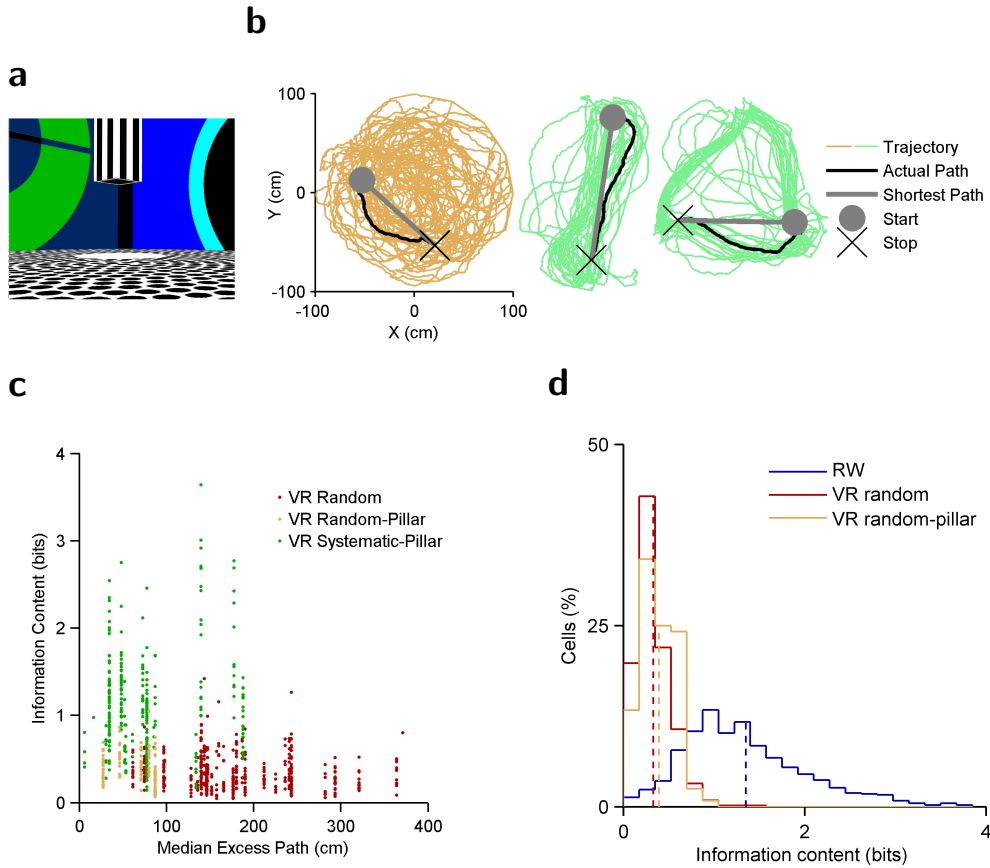 a
b
100
0
-100
Y (cm)
-100
0
100
X (cm)
Trajectory
Actual Path
Shortest Path
Start
Stop
c
4
3
2
1
0
Information Content (bits)
0
100
200
300
400
Median Excess Path (cm)
VR Random
VR Random-Pillar
VR Systematic-Pillar
d
50
25
0
Cells (%)
0
2
4
Information content (bits)
RW
VR random
VR random-pillar